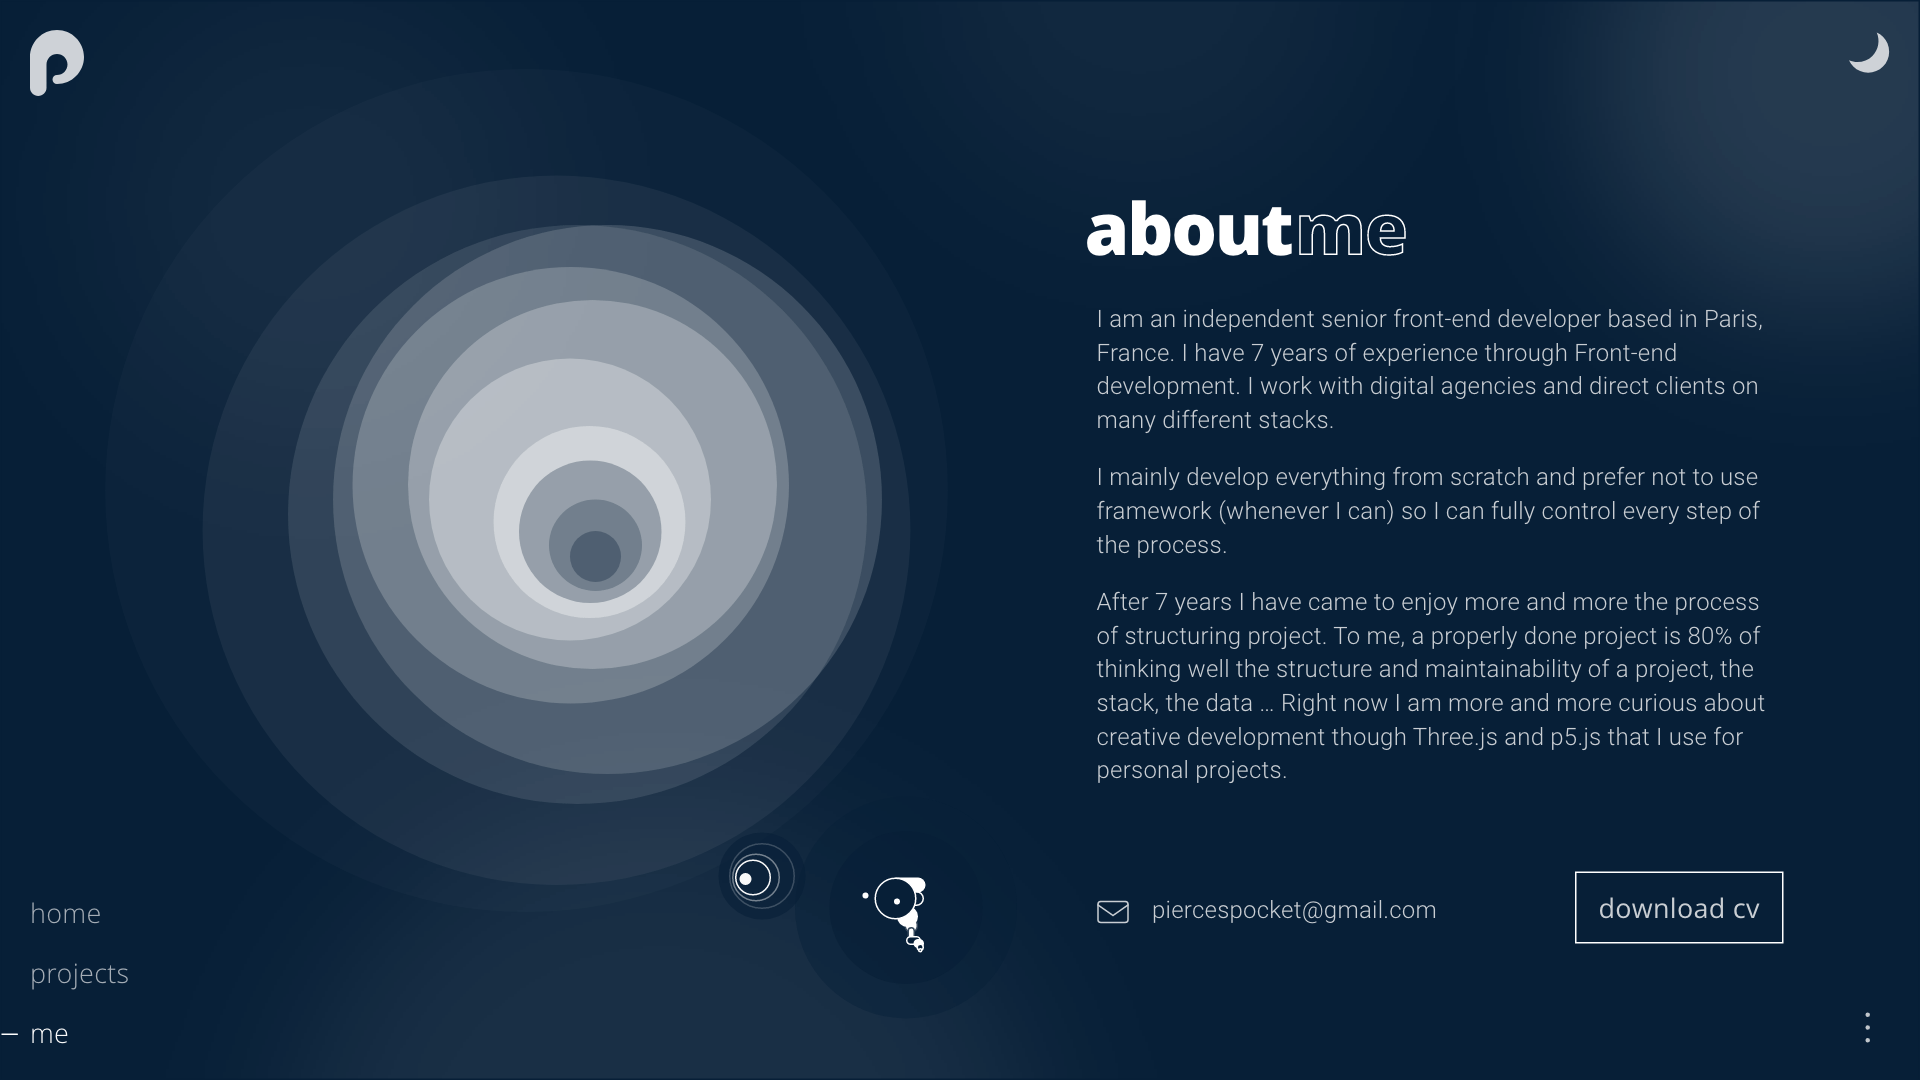 aboutme
I am an independent senior front-end developer based in Paris,
France. I have 7 years of experience through Front-end
development. I work with digital agencies and direct clients on
many different stacks.
I mainly develop everything from scratch and prefer not to use
framework (whenever I can) so I can fully control every step of
the process.
After 7 years I have came to enjoy more and more the process
of structuring project. To me, a properly done project is 80% of
thinking well the structure and maintainability of a project, the
stack, the data ... Right now I am more and more curious about
creative development though Three.js and p5.js that I use for
personal projects.
piercespocket@gmail.com
download cv
home
projects
me